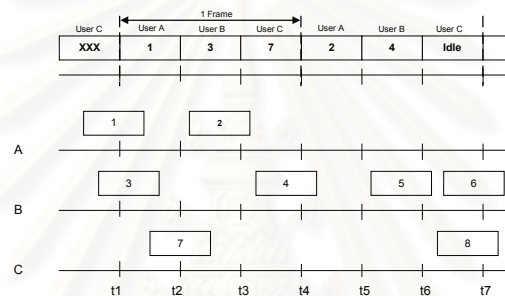 1 Frame
User C User A User B User C User A User B User C
XXX 1 3 7 2 4 Idle
1 2
A
3 4 5 6
B
7 8
C
t1 t2 t3 t4 t5 t6 t7